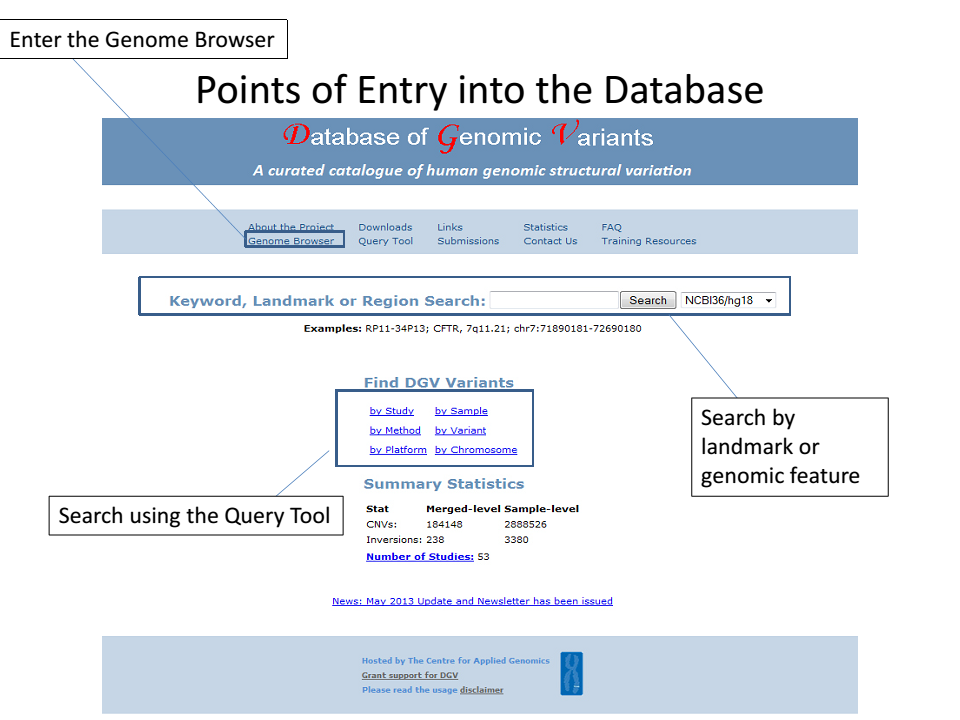 Enter the Genome Browser
Points of Entry into the Database
Database of Genomic Variants
A curated catalogue of human genomic structural variation
About the Project Downloads Links Statistics FAQ
Genome Browser Query Tool Submissions Contact Us Training Resources
Keyword, Landmark or Region Search: Search NCBI36/hg18
Examples: RP11-34P13; CFTR, 7q11.21; chr7:71890181-72690180
Find DGV Variants
by Study by Sample
by Method by Variant
by Platform by Chromosome
Search by
landmark or
genomic feature
Search using the Query Tool
Summary Statistics
Stat Merged-level Sample-level
CNVs: 184148 2888526
Inversions: 238 3380
Number of Studies: 53
News: May 2013 Update and Newsletter has been issued
Hosted by The Centre for Applied Genomics
Grant support for DGV
Please read the usage disclaimer